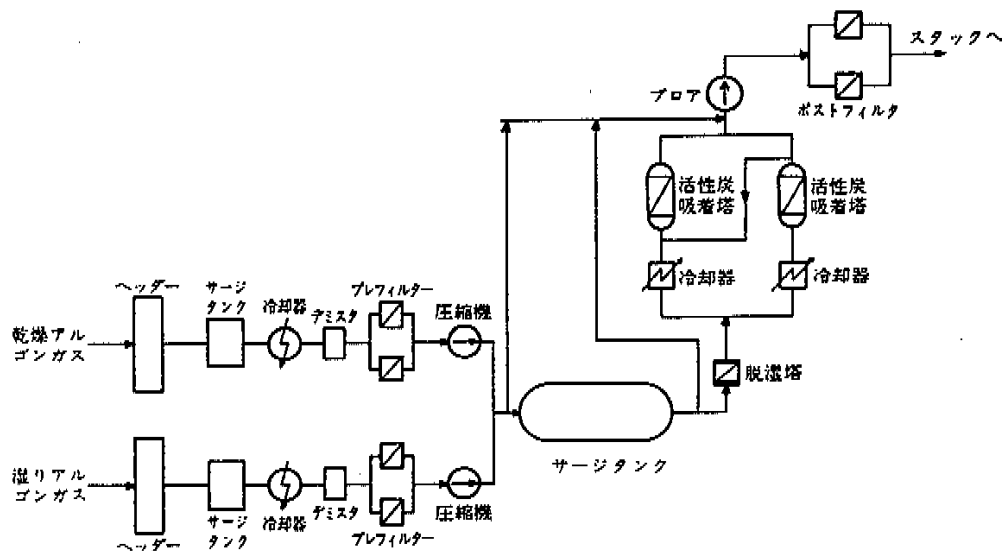 スタックへ
ブロア
ポストフィルタ
活性炭
吸着塔
活性炭
吸着塔
冷却器
冷却器
脱湿塔
ヘッダー
サージ
タンク
冷却器
デミスタ
プレフィルター
圧縮機
乾燥アル
ゴンガス
サージタンク
湿りアル
ゴンガス
ヘッダー
サージ
タンク
冷却器
デミスタ
プレフィルター
圧縮機